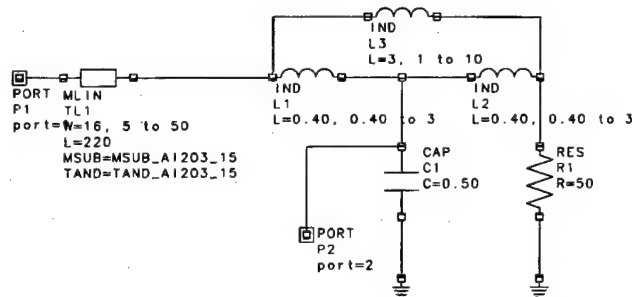 IND
L3
L=3, 1 to 10
PORT
P1
port=
MLIN
TL1
W=16, 5 to 50
L=220
MSUB=MSUB_Al203_15
TAND=TAND_Al203_15
IND
L1
L=0.40, 0.40 to 3
IND
L2
L=0.40, 0.40 to 3
CAP
C1
C=0.50
RES
R1
R=50
PORT
P2
port=2